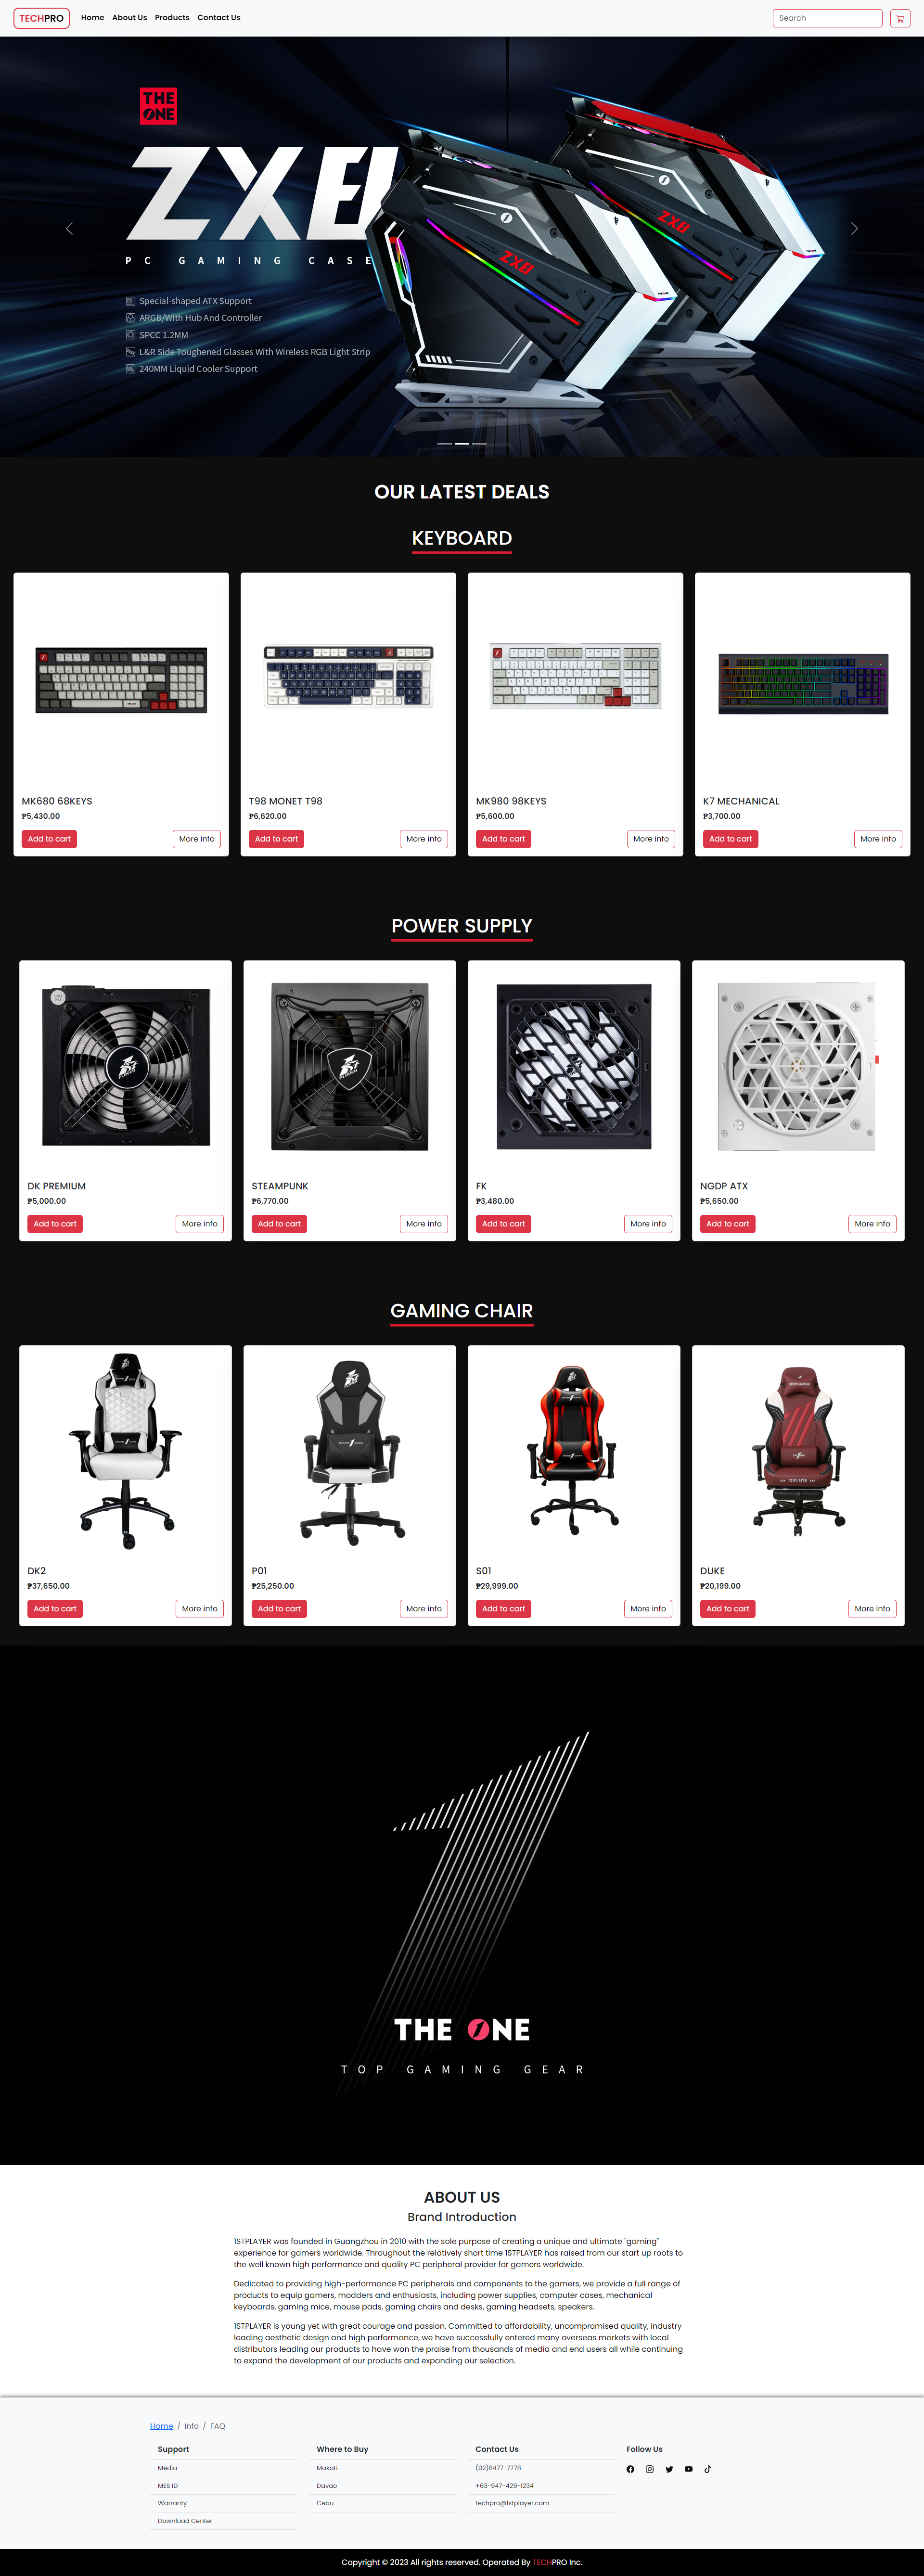 TECHPRO
Home About Us Products Contact Us
Search
THE ONE
ZX8
PC GAMING CASE
ZX8
ZX8
Special-shaped ATX Support
ARGB/With Hub And Controller
SPCC 1.2MM
L&R Side Toughened Glasses With Wireless RGB Light Strip
240MM Liquid Cooler Support
OUR LATEST DEALS
KEYBOARD
MK680 68KEYS
₱5,430.00
Add to cart More info
T98 MONET T98
₱6,620.00
Add to cart More info
MK980 98KEYS
₱5,600.00
Add to cart More info
K7 MECHANICAL
₱3,700.00
Add to cart More info
POWER SUPPLY
DK PREMIUM
₱5,000.00
Add to cart More info
STEAMPUNK
₱6,770.00
Add to cart More info
FK
₱3,480.00
Add to cart More info
NGDP ATX
₱5,650.00
Add to cart More info
GAMING CHAIR
DK2
₱37,650.00
Add to cart More info
P01
₱25,250.00
Add to cart More info
S01
₱29,999.00
Add to cart More info
1STPLAYER
DUKE
₱20,199.00
Add to cart More info
THE ONE
TOP GAMING GEAR
ABOUT US
Brand Introduction
1STPLAYER was founded in Guangzhou in 2010 with the sole purpose of creating a unique and ultimate "gaming"
experience for gamers worldwide. Throughout the relatively short time 1STPLAYER has raised from our start up roots to
the well known high performance and quality PC peripheral provider for gamers worldwide.
Dedicated to providing high-performance PC peripherals and components to the gamers, we provide a full range of
products to equip gamers, modders and enthusiasts, including power supplies, computer cases, mechanical
keyboards, gaming mice, mouse pads, gaming chairs and desks, gaming headsets, speakers.
1STPLAYER is young yet with great courage and passion. Committed to affordability, uncompromised quality, industry
leading aesthetic design and high performance, we have successfully entered many overseas markets with local
distributors leading our products to have won the praise from thousands of media and end users all while continuing
to expand the development of our products and expanding our selection.
Home / Info / FAQ
Support
Media
MES ID
Warranty
Download Center
Where to Buy
Makati
Davao
Cebu
Contact Us
(02)8477-7778
+63-947-429-1234
techpro@1stplayer.com
Follow Us
Copyright © 2023 All rights reserved. Operated By TECHPRO Inc.